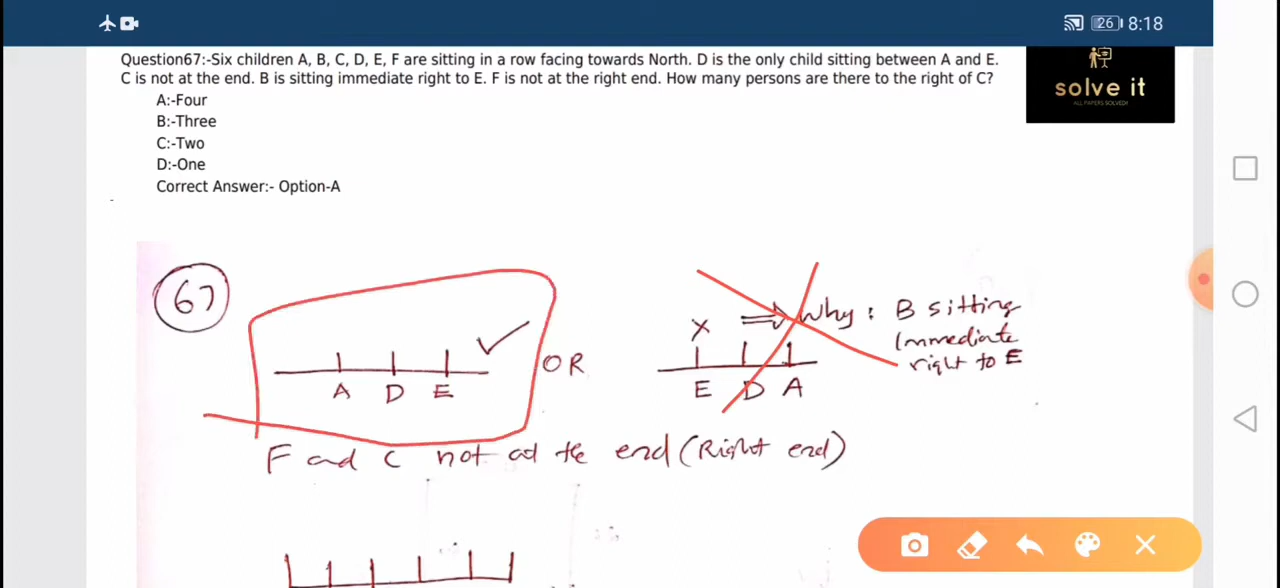 26 8:18
Question67:-Six children A, B, C, D, E, F are sitting in a row facing towards North. D is the only child sitting between A and E.
C is not at the end. B is sitting immediate right to E. F is not at the right end. How many persons are there to the right of C?
solve it
ALL PAPERS SOLVED!
A:-Four
B:-Three
C:-Two
D:-One
Correct Answer:- Option-A
67
A D E
OR
E D A
X => Why: B sitting
immediate
right to E
F and C not at the end (Right end)